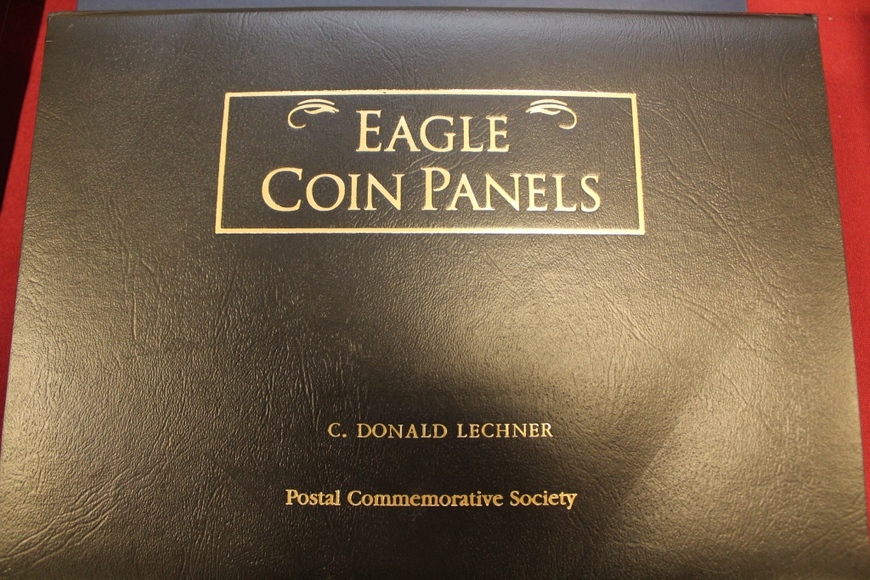 EAGLE
COIN PANELS
C. DONALD LECHNER
Postal Commemorative Society